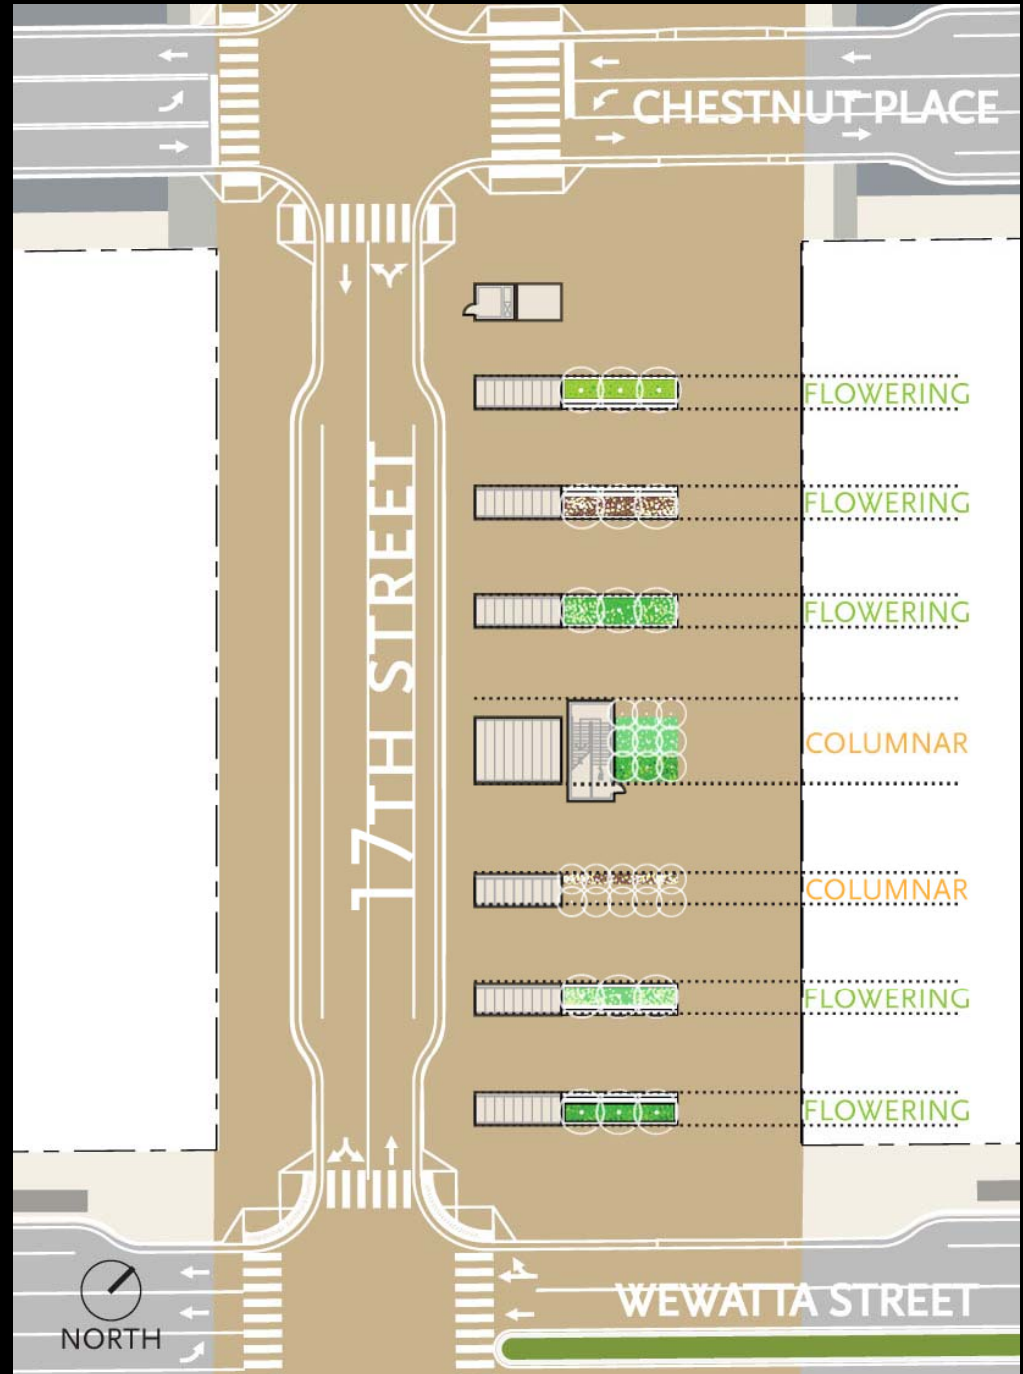 CHESTNUT PLACE
FLOWERING
FLOWERING
17TH STREET
FLOWERING
COLUMNAR
COLUMNAR
FLOWERING
FLOWERING
WEWATTA STREET
NORTH